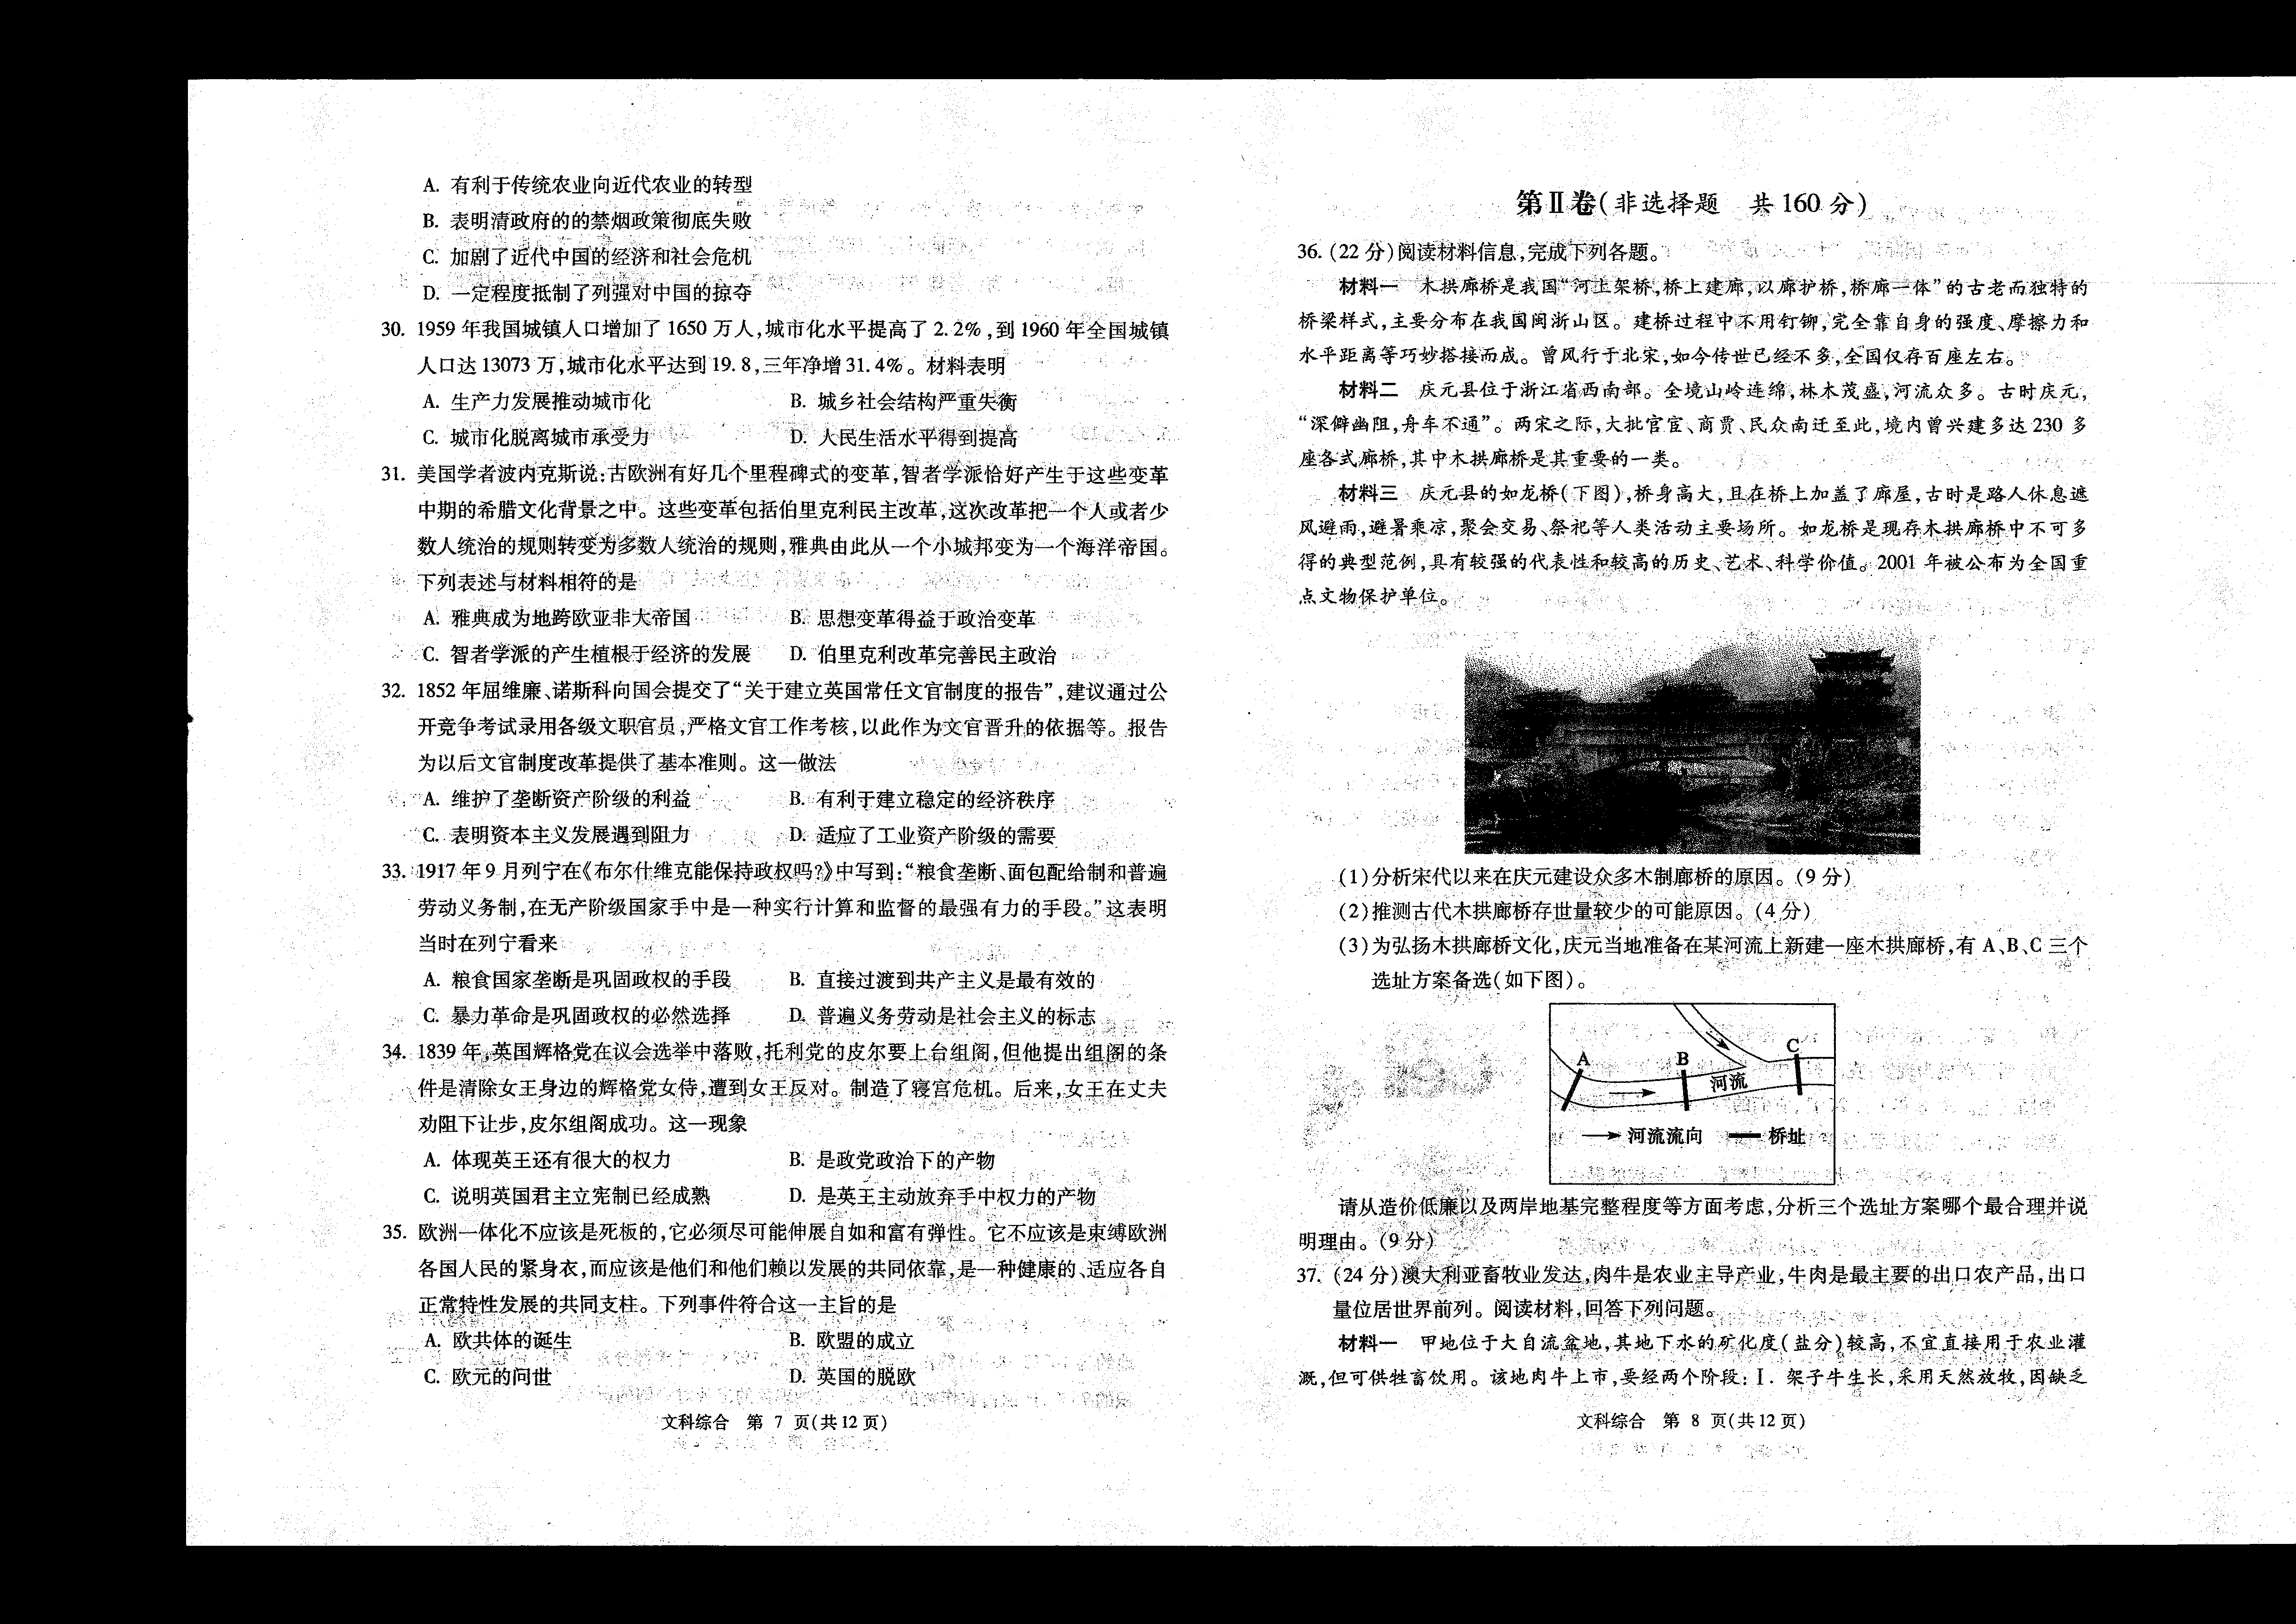 A. 有利于传统农业向近代农业的转型
B. 表明清政府的的禁烟政策彻底失败
C. 加剧了近代中国的经济和社会危机
D. 一定程度抵制了列强对中国的掠夺
30. 1959 年我国城镇人口增加了 1650 万人,城市化水平提高了 2.2%,到 1960 年全国城镇
人口达 13073 万,城市化水平达到 19.8,三年净增 31.4%。材料表明
A. 生产力发展推动城市化 B. 城乡社会结构严重失衡
C. 城市化脱离城市承受力 D. 人民生活水平得到提高
31. 美国学者波内克斯说:古欧洲有好几个里程碑式的变革,智者学派恰好产生于这些变革
中期的希腊文化背景之中。这些变革包括伯里克利民主改革,这次改革把一个人或者少
数人统治的规则转变为多数人统治的规则,雅典由此从一个小城邦变为一个海洋帝国。
下列表述与材料相符的是
A. 雅典成为地跨欧亚非大帝国 B. 思想变革得益于政治变革
C. 智者学派的产生植根于经济的发展 D. 伯里克利改革完善民主政治
32. 1852 年屈维廉、诺斯科向国会提交了“关于建立英国常任文官制度的报告”,建议通过公
开竞争考试录用各级文职官员,严格文官工作考核,以此作为文官晋升的依据等。报告
为以后文官制度改革提供了基本准则。这一做法
A. 维护了垄断资产阶级的利益 B. 有利于建立稳定的经济秩序
C. 表明资本主义发展遇到阻力 D. 适应了工业资产阶级的需要
33. 1917 年 9 月列宁在《布尔什维克能保持政权吗?》中写到:“粮食垄断、面包配给制和普遍
劳动义务制,在无产阶级国家手中是一种实行计算和监督的最强有力的手段。”这表明
当时在列宁看来
A. 粮食国家垄断是巩固政权的手段 B. 直接过渡到共产主义是最有效的
C. 暴力革命是巩固政权的必然选择 D. 普遍义务劳动是社会主义的标志
34. 1839 年,英国辉格党在议会选举中落败,托利党的皮尔要上台组阁,但他提出组阁的条
件是清除女王身边的辉格党女侍,遭到女王反对。制造了寝宫危机。后来,女王在丈夫
劝阻下让步,皮尔组阁成功。这一现象
A. 体现英王还有很大的权力 B. 是政党政治下的产物
C. 说明英国君主立宪制已经成熟 D. 是英王主动放弃手中权力的产物
35. 欧洲一体化不应该是死板的,它必须尽可能伸展自如和富有弹性。它不应该是束缚欧洲
各国人民的紧身衣,而应该是他们和他们赖以发展的共同依靠,是一种健康的、适应各自
正常特性发展的共同支柱。下列事件符合这一主旨的是
A. 欧共体的诞生 B. 欧盟的成立
C. 欧元的问世 D. 英国的脱欧
文科综合 第 7 页(共 12 页)
第Ⅱ卷(非选择题 共 160 分)
36. (22 分)阅读材料信息,完成下列各题。
材料一 木拱廊桥是我国“河上架桥,桥上建廊,以廊护桥,桥廊一体”的古老而独特的
桥梁样式,主要分布在我国闽浙山区。建桥过程中不用钉铆,完全靠自身的强度、摩擦力和
水平距离等巧妙搭接而成。曾风行于北宋,如今传世已经不多,全国仅存百座左右。
材料二 庆元县位于浙江省西南部。全境山岭连绵,林木茂盛,河流众多。古时庆元,
“深僻幽阻,舟车不通”。两宋之际,大批官宦、商贾、民众南迁至此,境内曾兴建多达 230 多
座各式廊桥,其中木拱廊桥是其重要的一类。
材料三 庆元县的如龙桥(下图),桥身高大,且在桥上加盖了廊屋,古时是路人休息遮
风避雨,避暑乘凉,聚会交易、祭祀等人类活动主要场所。如龙桥是现存木拱廊桥中不可多
得的典型范例,具有较强的代表性和较高的历史、艺术、科学价值。2001 年被公布为全国重
点文物保护单位。
(1)分析宋代以来在庆元建设众多木制廊桥的原因。(9 分)
(2)推测古代木拱廊桥存世量较少的可能原因。(4 分)
(3)为弘扬木拱廊桥文化,庆元当地准备在某河流上新建一座木拱廊桥,有 A、B、C 三个
选址方案备选(如下图)。
A B C
河流
河流流向 桥址
请从造价低廉以及两岸地基完整程度等方面考虑,分析三个选址方案哪个最合理并说
明理由。(9 分)
37. (24 分)澳大利亚畜牧业发达,肉牛是农业主导产业,牛肉是最主要的出口农产品,出口
量位居世界前列。阅读材料,回答下列问题。
材料一 甲地位于大自流盆地,其地下水的矿化度(盐分)较高,不宜直接用于农业灌
溉,但可供牲畜饮用。该地肉牛上市,要经两个阶段:Ⅰ. 架子牛生长,采用天然放牧,因缺乏
文科综合 第 8 页(共 12 页)